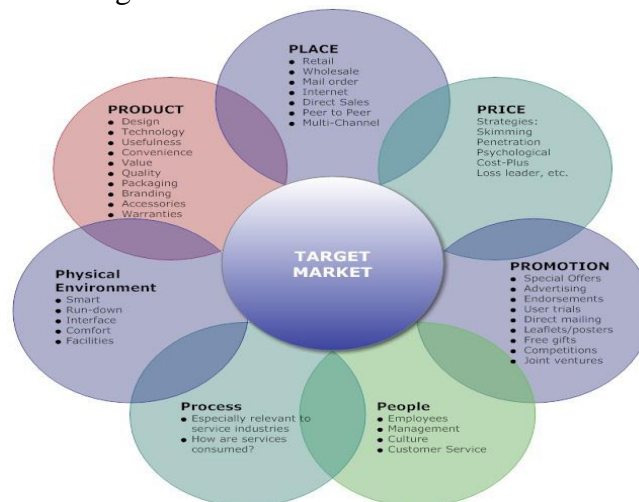 PLACE
● Retail
● Wholesale
● Mail order
● Internet
● Direct Sales
● Peer to Peer
● Multi-Channel
PRODUCT
● Design
● Technology
● Usefulness
● Convenience
● Value
● Quality
● Packaging
● Branding
● Accessories
● Warranties
PRICE
Strategies:
Skimming
Penetration
Psychological
Cost-Plus
Loss leader, etc.
TARGET
MARKET
Physical
Environment
● Smart
● Run-down
● Interface
● Comfort
● Facilities
PROMOTION
● Special Offers
● Advertising
● Endorsements
● User trials
● Direct mailing
● Leaflets/posters
● Free gifts
● Competitions
● Joint ventures
Process
● Especially relevant to
service industries
● How are services
consumed?
People
● Employees
● Management
● Culture
● Customer Service